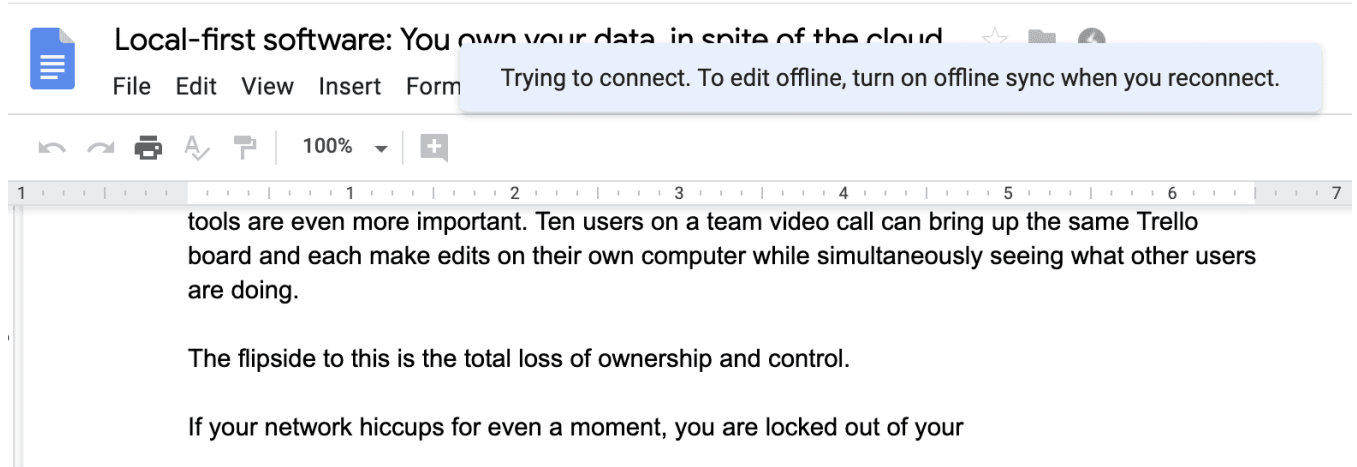 Local-first software: You own your data, in spite of the cloud
File Edit View Insert Form
Trying to connect. To edit offline, turn on offline sync when you reconnect.
100%
1 1 2 3 4 5 6 7
tools are even more important. Ten users on a team video call can bring up the same Trello
board and each make edits on their own computer while simultaneously seeing what other users
are doing.
The flipside to this is the total loss of ownership and control.
If your network hiccups for even a moment, you are locked out of your